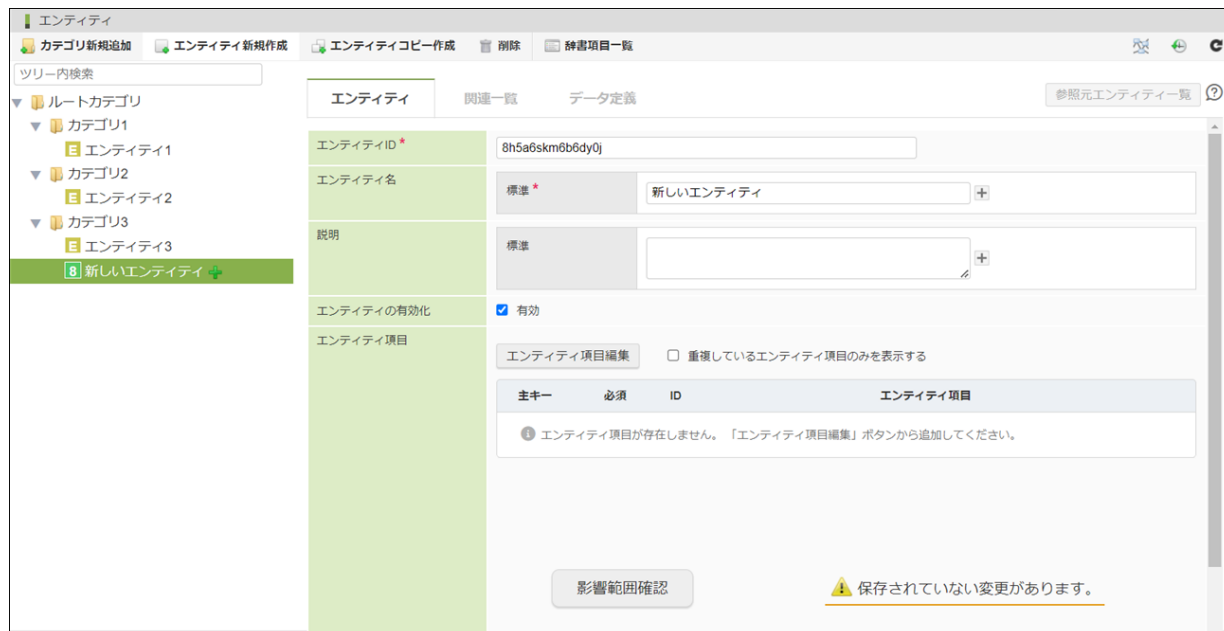 エンティティ
カテゴリ新規追加 エンティティ新規作成 エンティティコピー作成 削除 辞書項目一覧
ツリー内検索
ルートカテゴリ
カテゴリ1
E エンティティ1
カテゴリ2
E エンティティ2
カテゴリ3
E エンティティ3
8 新しいエンティティ
エンティティ 関連一覧 データ定義 参照元エンティティ一覧 ?
エンティティID * 8h5a6skm6b6dy0j
エンティティ名 標準 * 新しいエンティティ +
説明 標準 +
エンティティの有効化 有効
エンティティ項目
エンティティ項目編集 重複しているエンティティ項目のみを表示する
主キー 必須 ID エンティティ項目
エンティティ項目が存在しません。「エンティティ項目編集」ボタンから追加してください。
影響範囲確認 保存されていない変更があります。